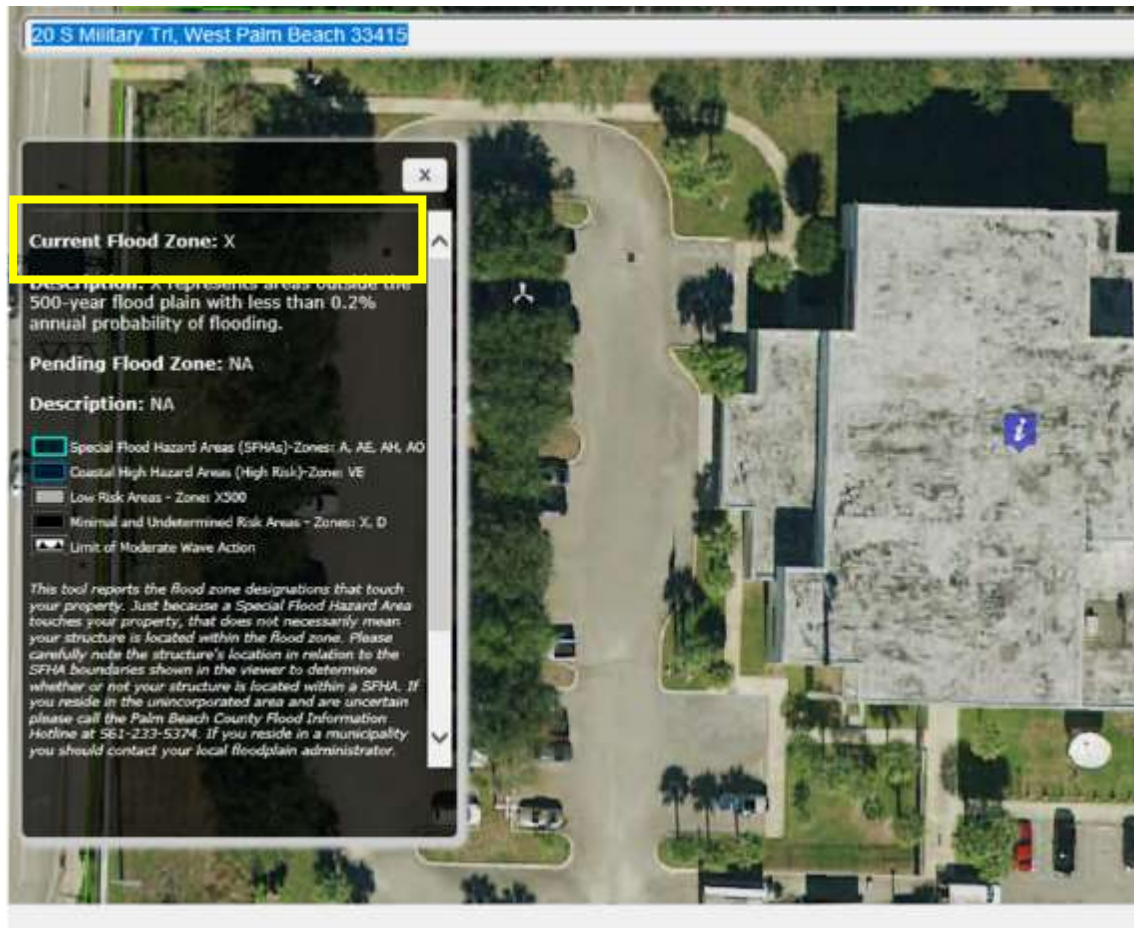 20 S Military Trl, West Palm Beach 33415
x
Current Flood Zone: X
Description: X represents areas outside the
500-year flood plain with less than 0.2%
annual probability of flooding.
Pending Flood Zone: NA
Description: NA
Special Flood Hazard Areas (SFHAs)-Zones: A, AE, AH, AO
Coastal High Hazard Areas (High Risk)-Zone: VE
Low Risk Areas - Zone: X500
Minimal and Undetermined Risk Areas - Zones: X, D
Limit of Moderate Wave Action
This tool reports the flood zone designations that touch
your property. Just because a Special Flood Hazard Area
touches your property, that does not necessarily mean
your structure is located within the flood zone. Please
carefully note the structure's location in relation to the
SFHA boundaries shown in the viewer to determine
whether or not your structure is located within a SFHA. If
you reside in the unincorporated area and are uncertain
please call the Palm Beach County Flood Information
Hotline at 561-233-5374. If you reside in a municipality
you should contact your local floodplain administrator.
i